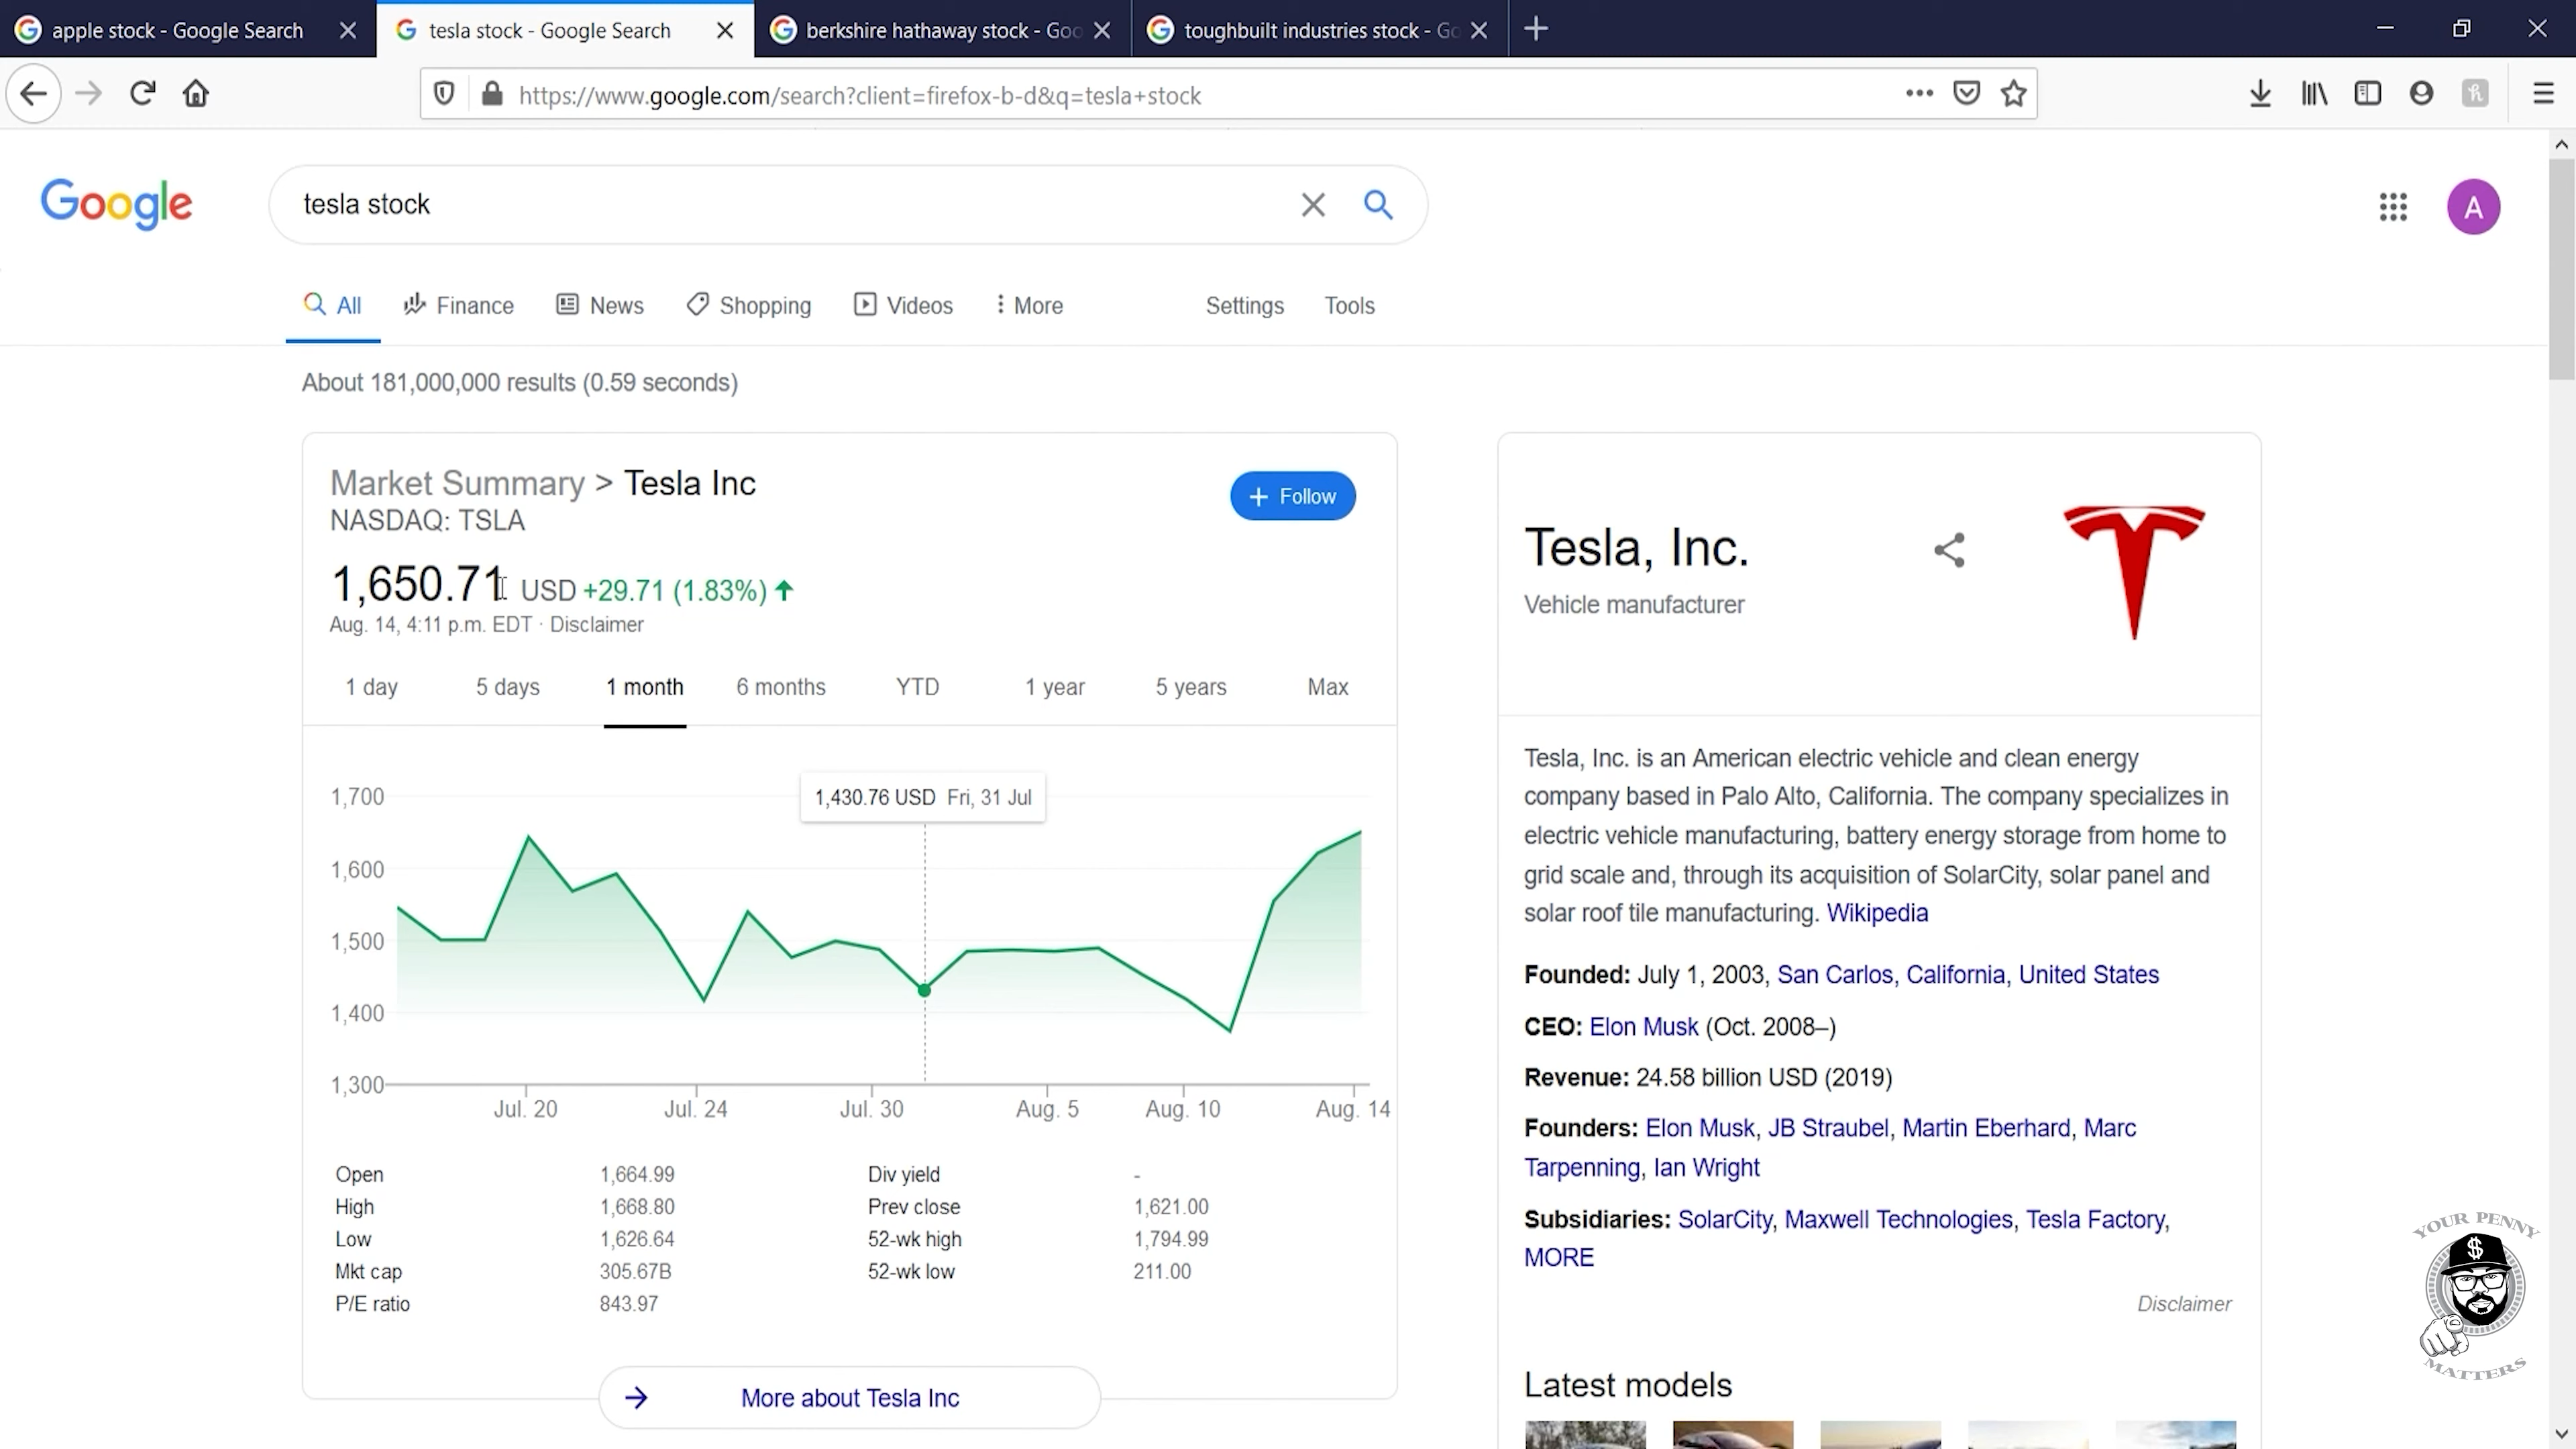 apple stock - Google Search
tesla stock - Google Search
berkshire hathaway stock - Goo
toughbuilt industries stock - Go
https://www.google.com/search?client=firefox-b-d&q=tesla+stock
Google
tesla stock
A
All
Finance
News
Shopping
Videos
More
Settings
Tools
About 181,000,000 results (0.59 seconds)
Market Summary > Tesla Inc
NASDAQ: TSLA
+ Follow
1,650.71 USD +29.71 (1.83%)
Aug. 14, 4:11 p.m. EDT · Disclaimer
1 day
5 days
1 month
6 months
YTD
1 year
5 years
Max
1,430.76 USD Fri, 31 Jul
1,700
1,600
1,500
1,400
1,300
Jul. 20
Jul. 24
Jul. 30
Aug. 5
Aug. 10
Aug. 14
Open 1,664.99 Div yield -
High 1,668.80 Prev close 1,621.00
Low 1,626.64 52-wk high 1,794.99
Mkt cap 305.67B 52-wk low 211.00
P/E ratio 843.97
More about Tesla Inc
Tesla, Inc.
Vehicle manufacturer
Tesla, Inc. is an American electric vehicle and clean energy
company based in Palo Alto, California. The company specializes in
electric vehicle manufacturing, battery energy storage from home to
grid scale and, through its acquisition of SolarCity, solar panel and
solar roof tile manufacturing. Wikipedia
Founded: July 1, 2003, San Carlos, California, United States
CEO: Elon Musk (Oct. 2008–)
Revenue: 24.58 billion USD (2019)
Founders: Elon Musk, JB Straubel, Martin Eberhard, Marc
Tarpenning, Ian Wright
Subsidiaries: SolarCity, Maxwell Technologies, Tesla Factory,
MORE
Disclaimer
Latest models
YOUR PENNY
$
MATTERS